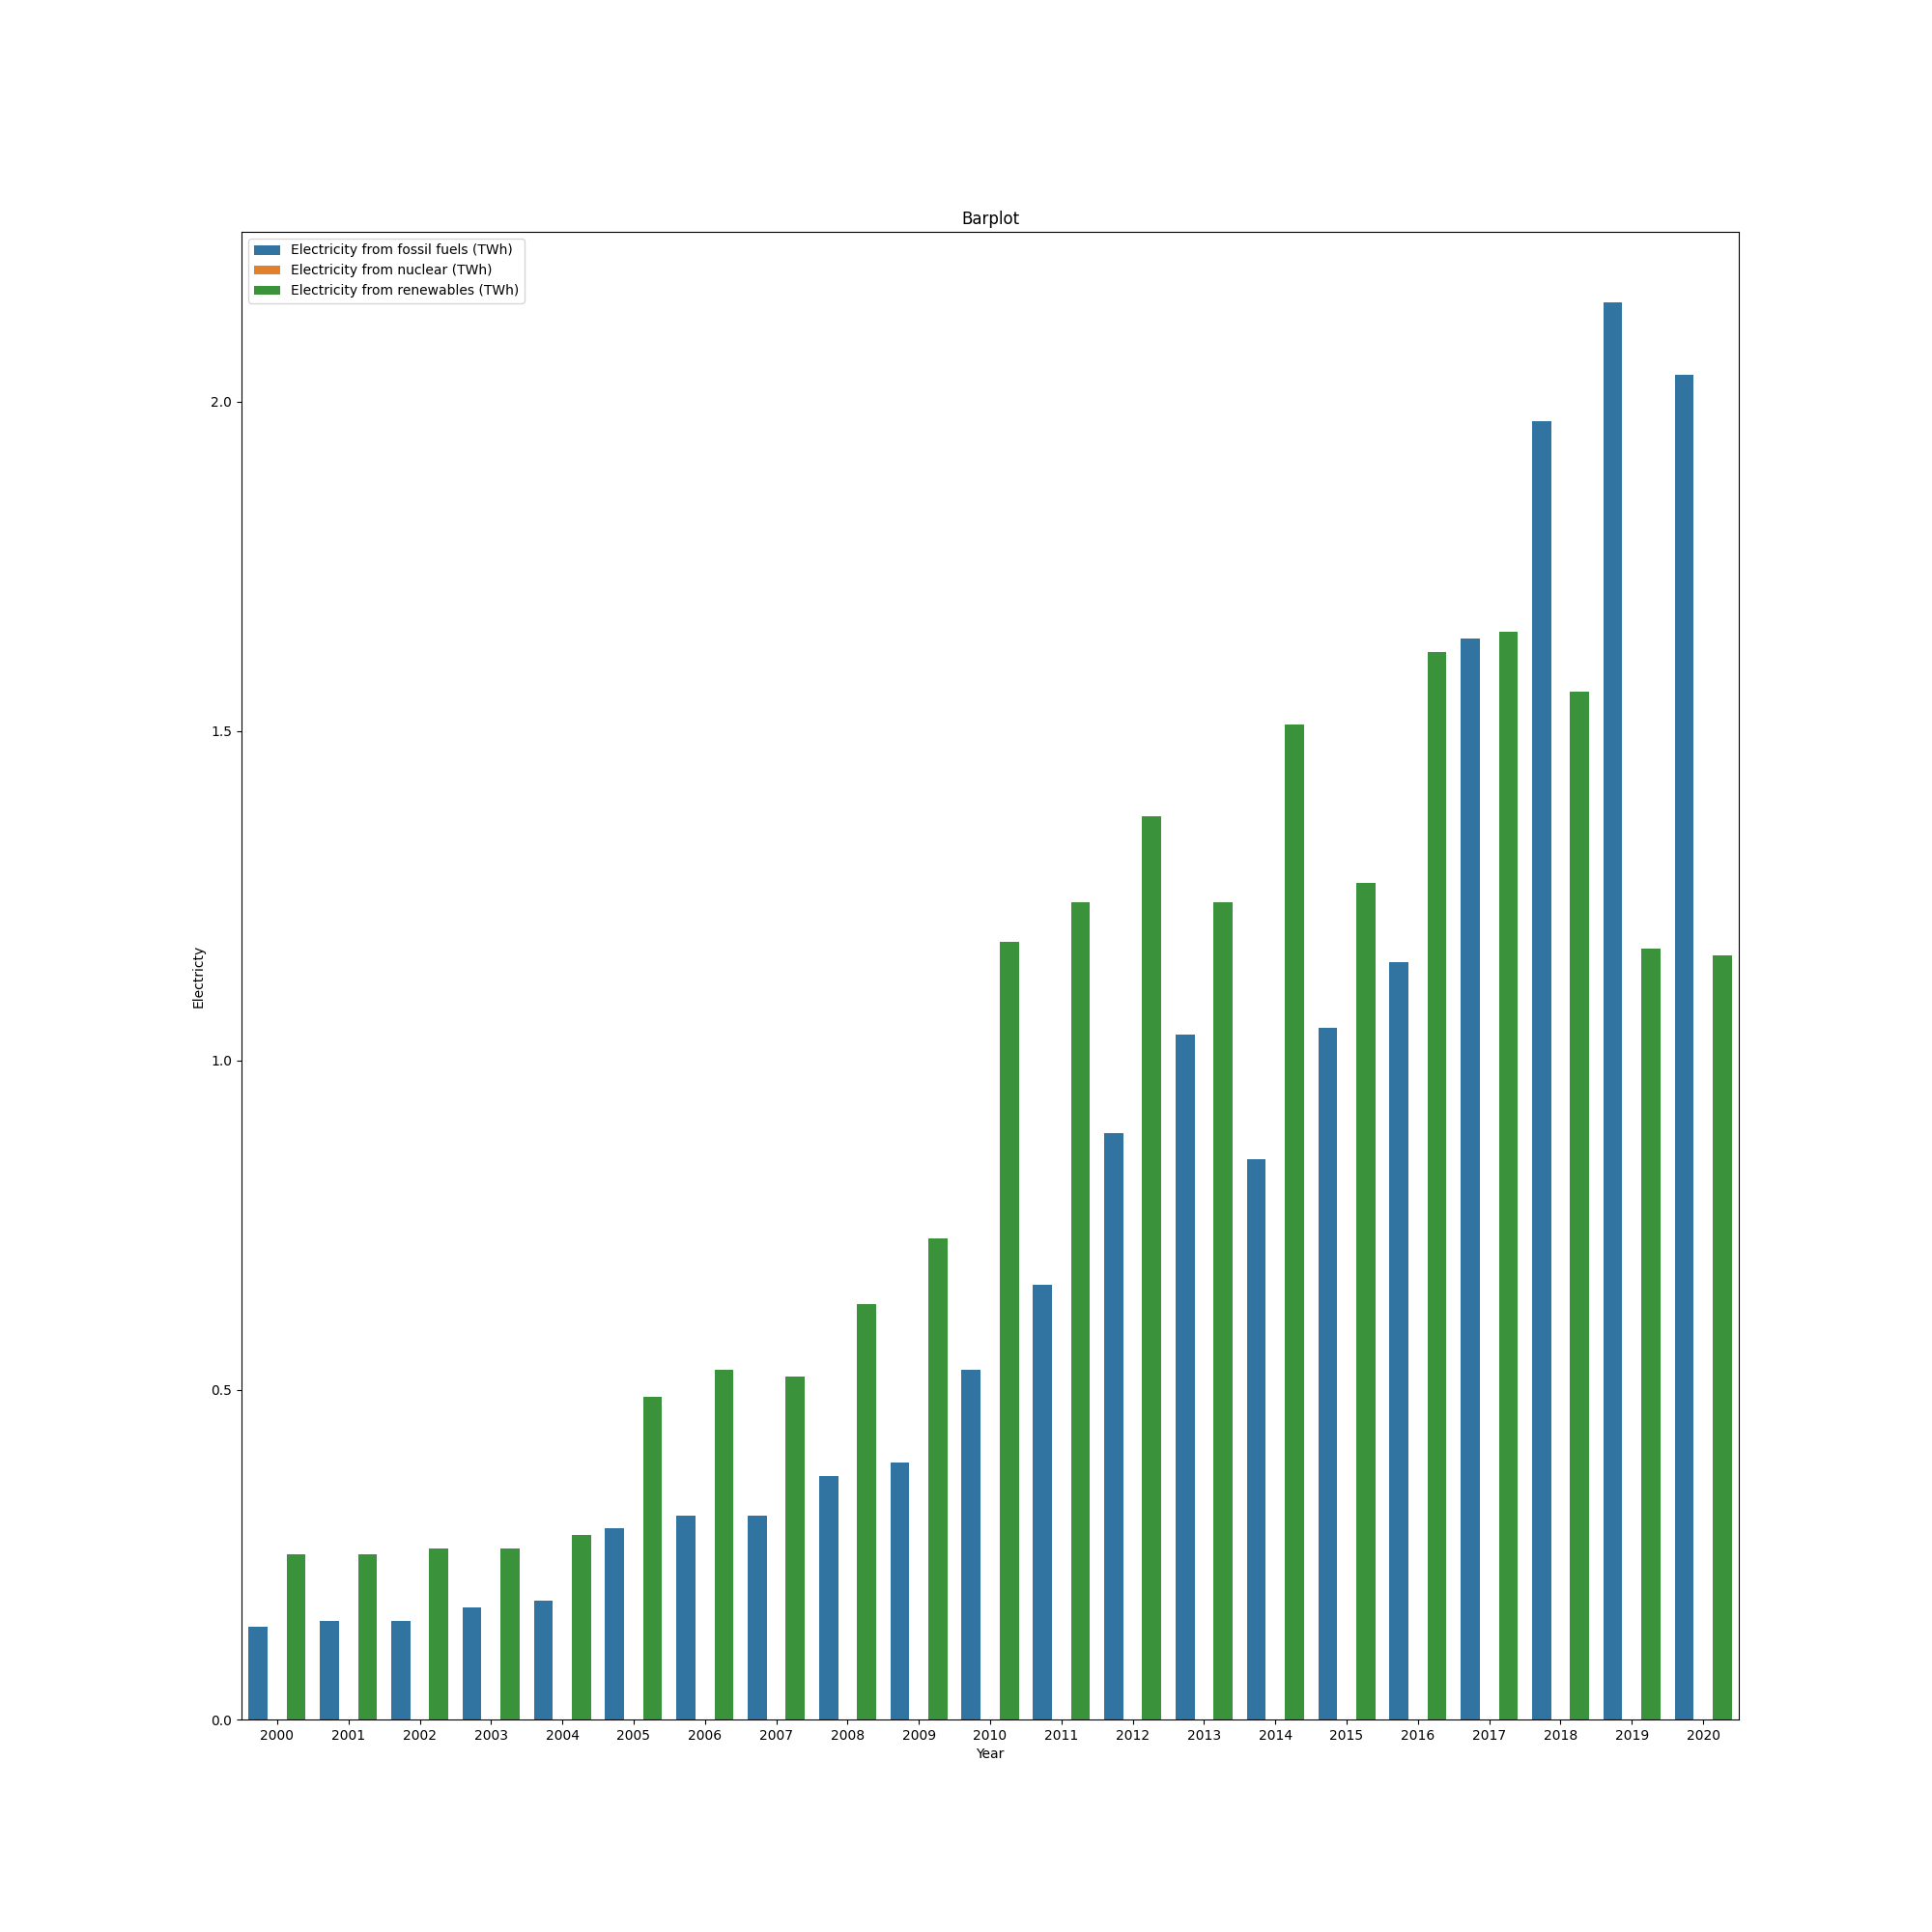 Barplot
Electricity from fossil fuels (TWh)
Electricity from nuclear (TWh)
Electricity from renewables (TWh)
2.0
1.5
1.0
0.5
0.0
Electricty
2000 2001 2002 2003 2004 2005 2006 2007 2008 2009 2010 2011 2012 2013 2014 2015 2016 2017 2018 2019 2020
Year